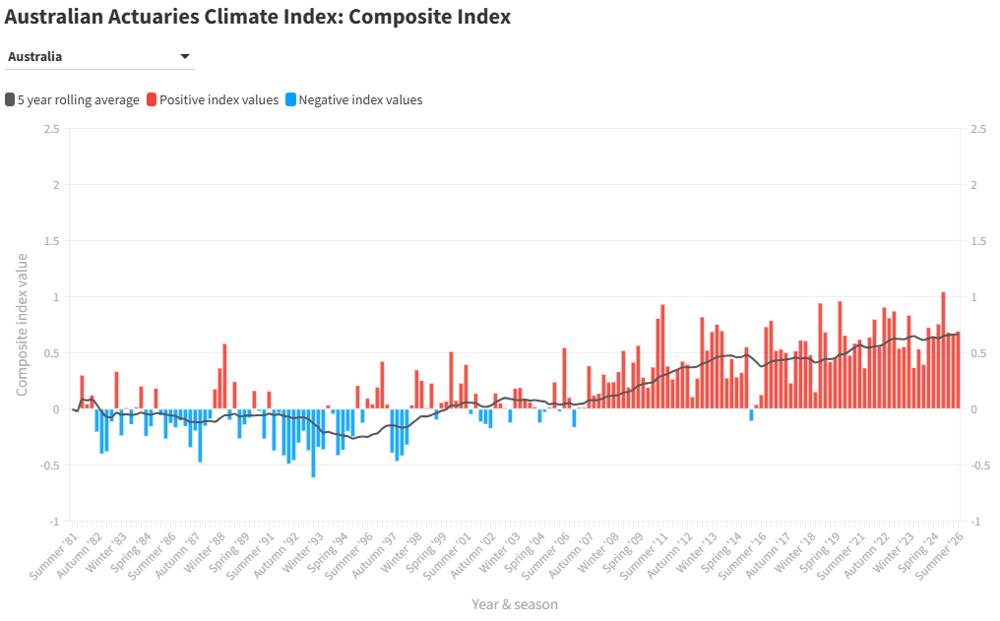 Australian Actuaries Climate Index: Composite Index
Australia
5 year rolling average Positive index values Negative index values
2.5 2.5
2 2
1.5 1.5
1 1
0.5 0.5
0 0
-0.5 -0.5
-1 -1
Composite index value
Summer '81 Autumn '82 Winter '83 Spring '84 Summer '86 Autumn '87 Winter '88 Spring '89 Summer '91 Autumn '92 Winter '93 Spring '94 Summer '96 Autumn '97 Winter '98 Spring '99 Summer '01 Autumn '02 Winter '03 Spring '04 Summer '06 Autumn '07 Winter '08 Spring '09 Summer '11 Autumn '12 Winter '13 Spring '14 Summer '16 Autumn '17 Winter '18 Spring '19 Summer '21 Autumn '22 Winter '23 Spring '24 Summer '26
Year & season